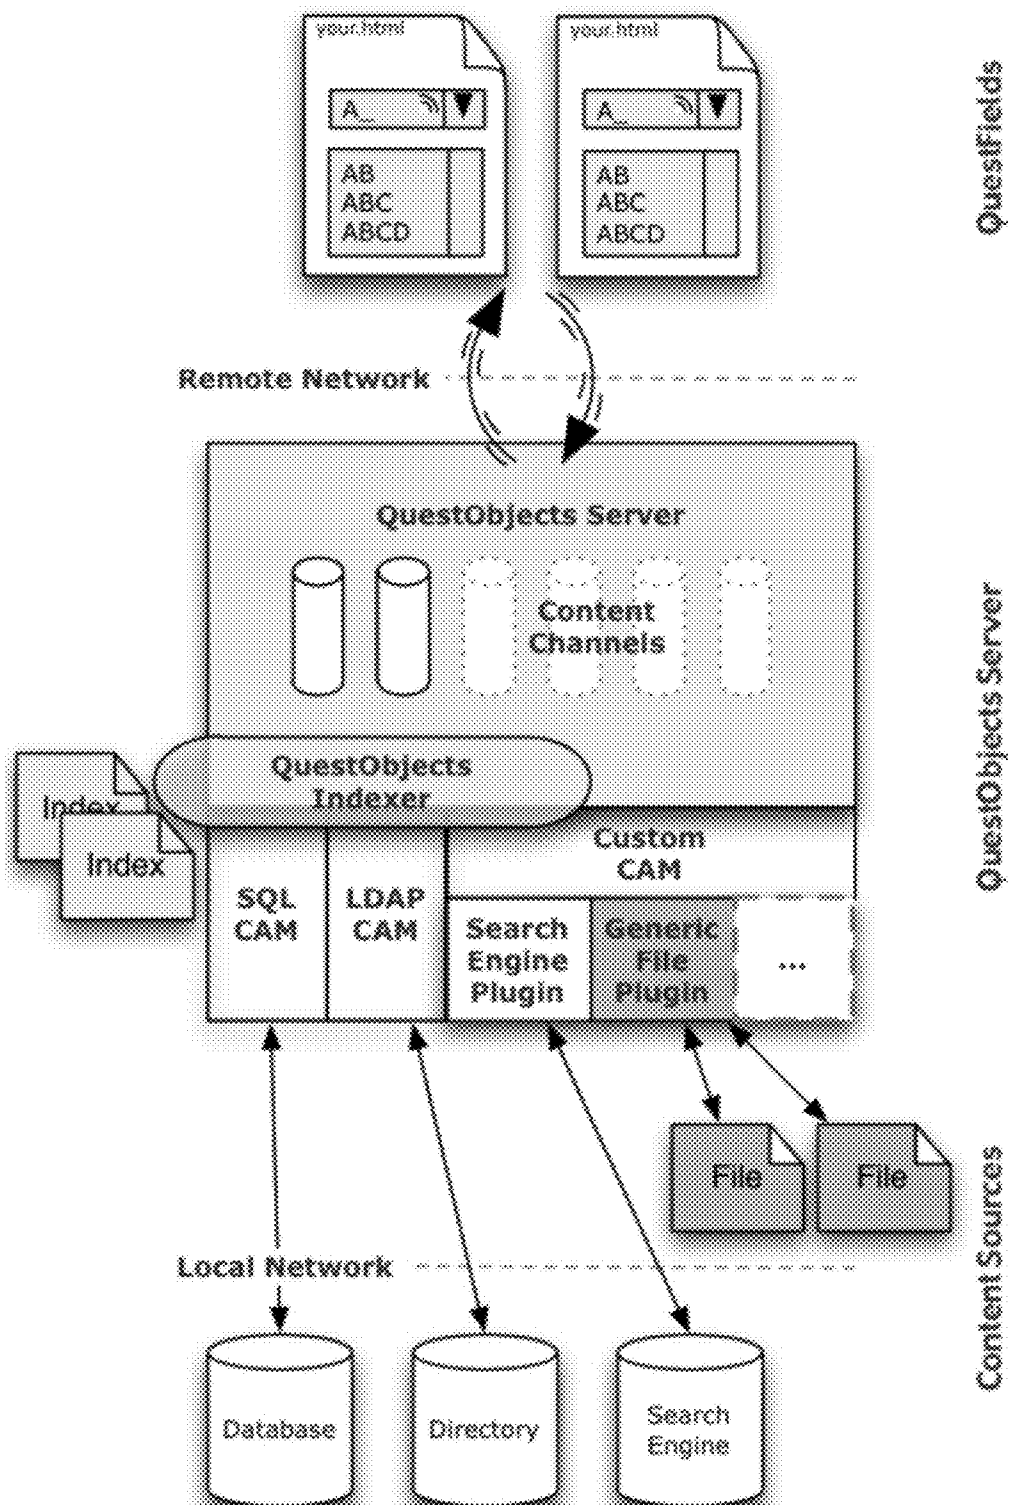 your.html
A_
AB
ABC
ABCD
your.html
A_
AB
ABC
ABCD
QuestFields
Remote Network
QuestObjects Server
Content
Channels
QuestObjects Server
QuestObjects
Indexer
Index
Index
SQL
CAM
LDAP
CAM
Custom
CAM
Search
Engine
Plugin
Generic
File
Plugin
...
File
File
Content Sources
Local Network
Database
Directory
Search
Engine